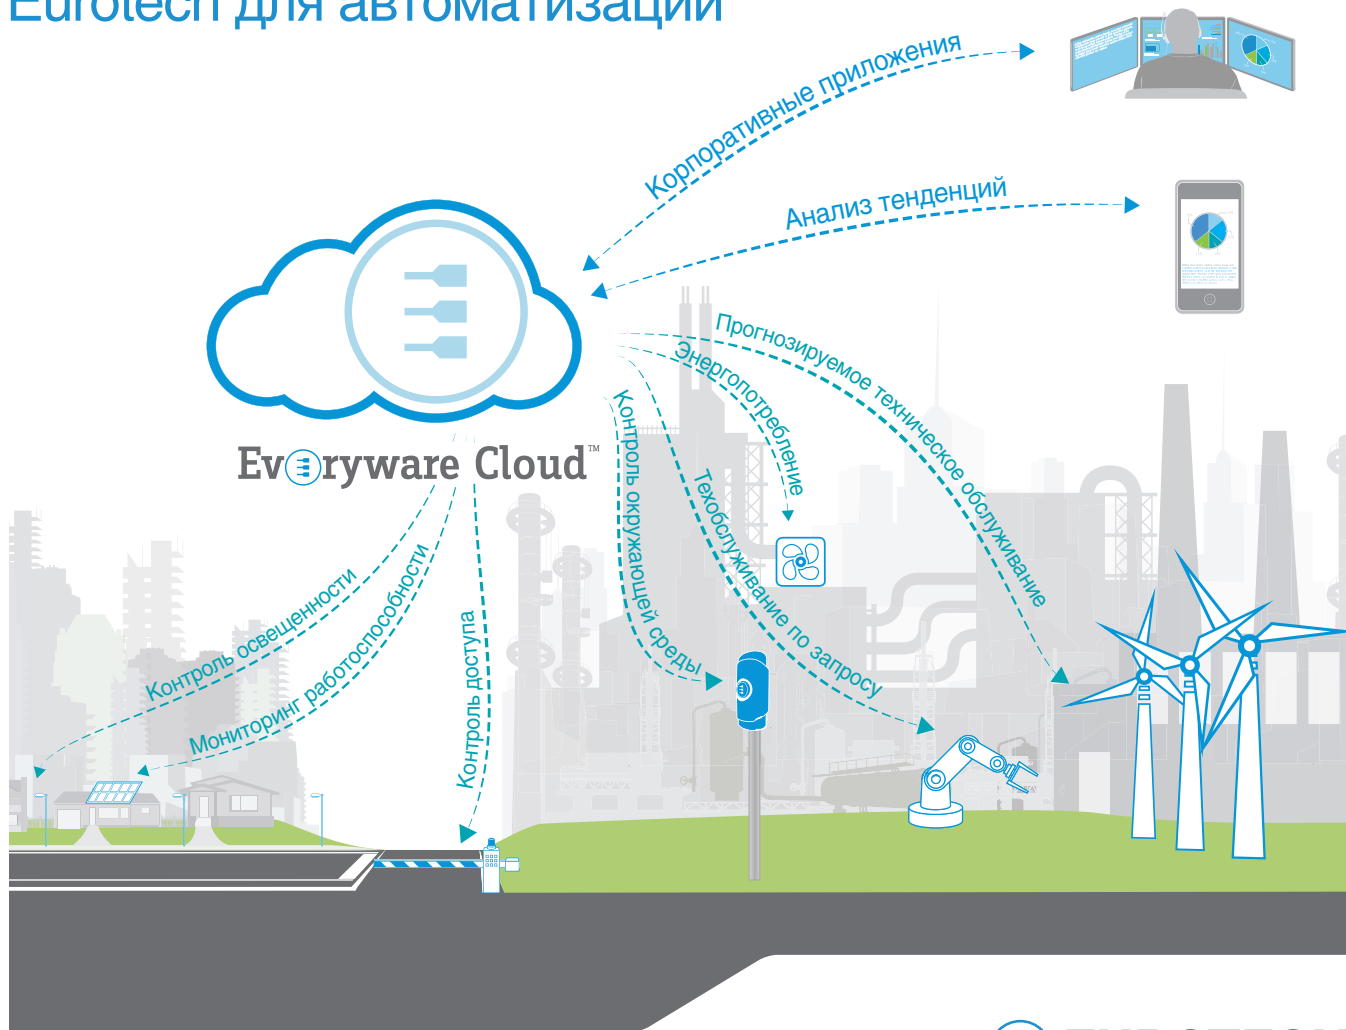 Eurotech для автоматизации
Корпоративные приложения
Анализ тенденций
Прогнозируемое техническое обслуживание
Энергопотребление
Техобслуживание по запросу
Контроль окружающей среды
Everyware Cloud™
Контроль освещенности
Мониторинг работоспособности
Контроль доступа